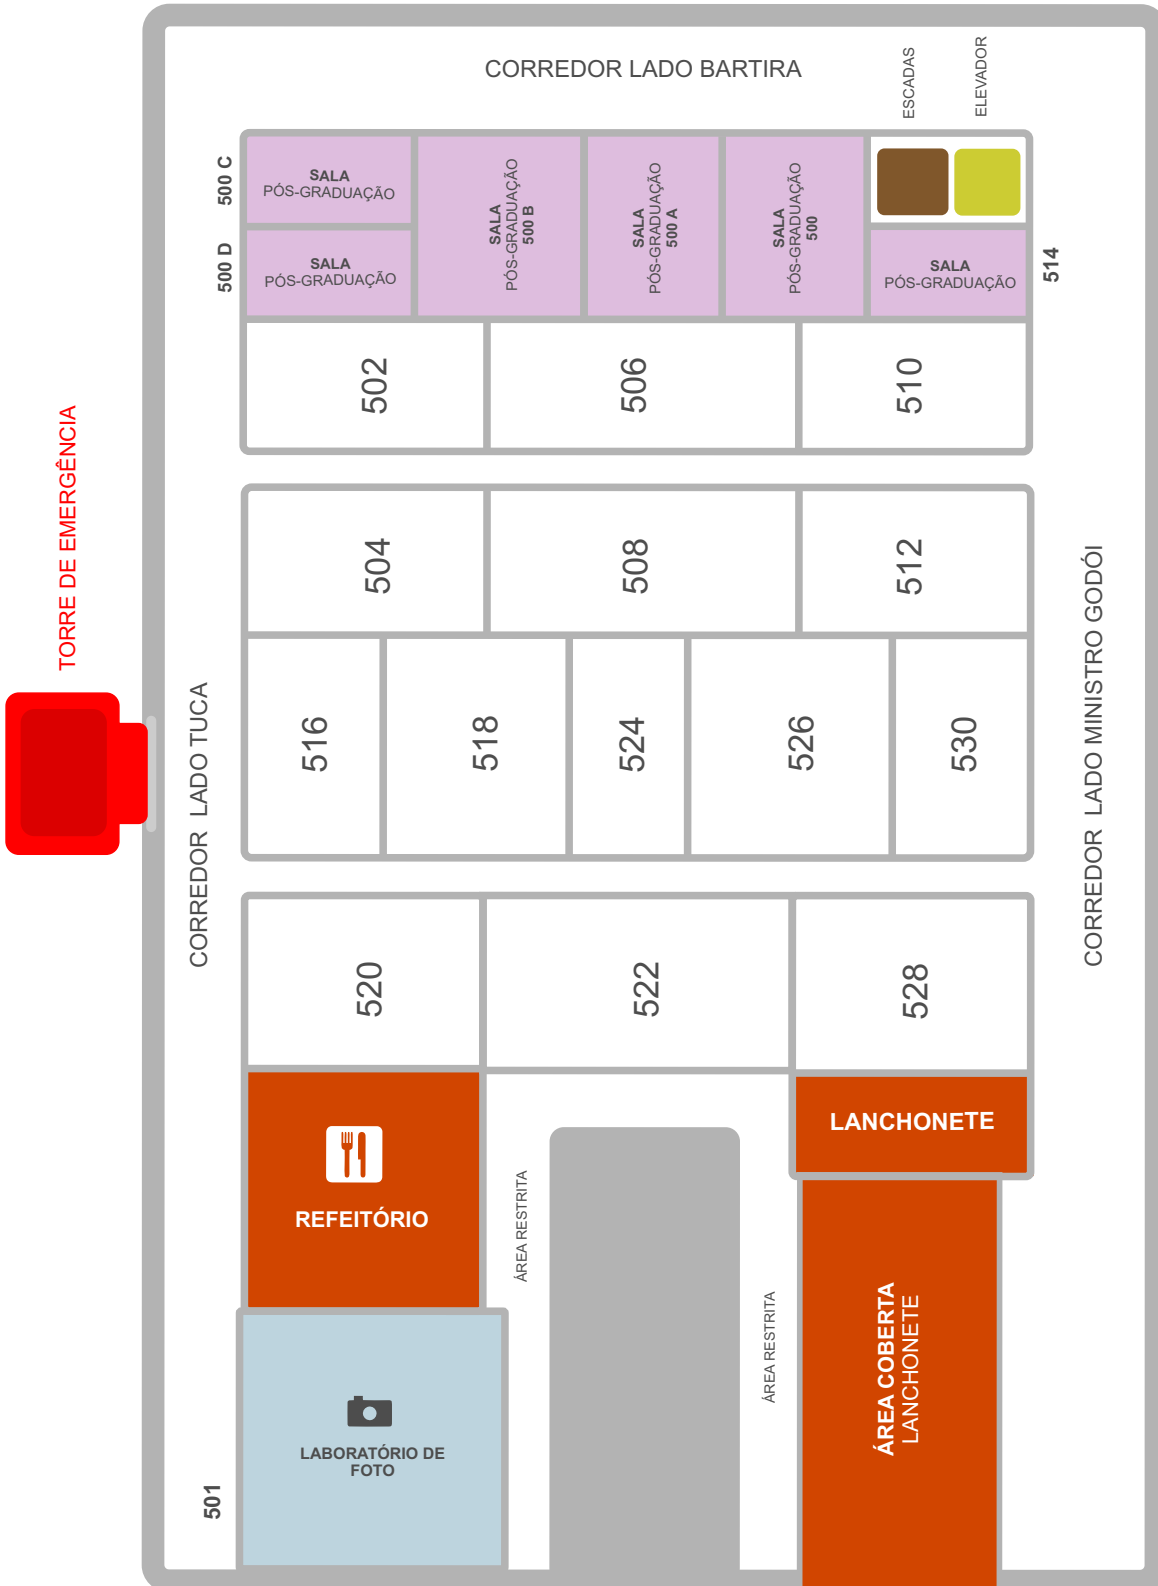 CORREDOR LADO BARTIRA
ESCADAS
ELEVADOR
500 C
SALA
PÓS-GRADUAÇÃO
500 D
SALA
PÓS-GRADUAÇÃO
SALA
PÓS-GRADUAÇÃO
500 B
SALA
PÓS-GRADUAÇÃO
500 A
SALA
PÓS-GRADUAÇÃO
500
SALA
PÓS-GRADUAÇÃO
514
502
506
510
TORRE DE EMERGÊNCIA
504
508
512
CORREDOR LADO TUCA
CORREDOR LADO MINISTRO GODÓI
516
518
524
526
530
520
522
528
REFEITÓRIO
LANCHONETE
ÁREA RESTRITA
ÁREA RESTRITA
ÁREA COBERTA
LANCHONETE
LABORATÓRIO DE
FOTO
501